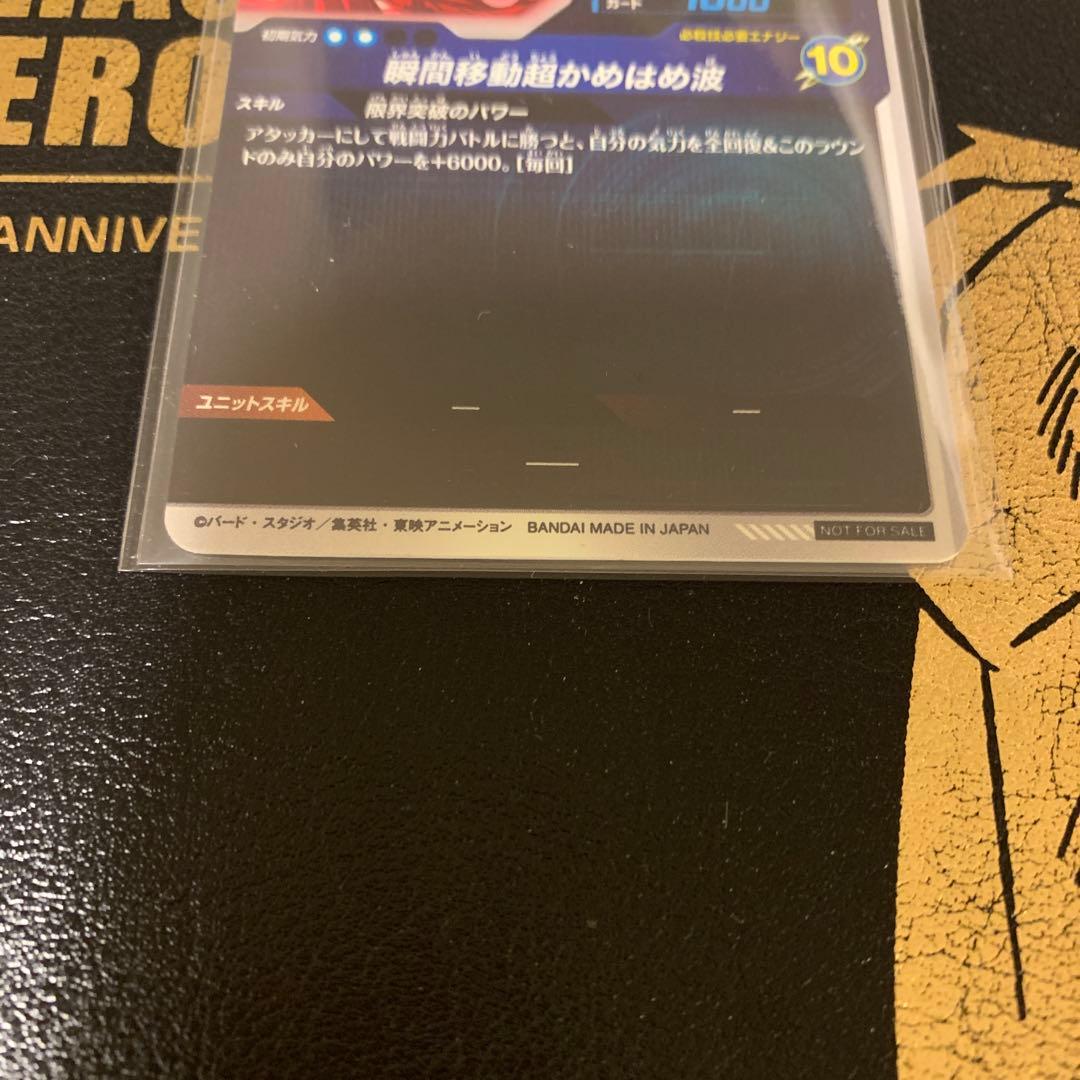 ERO
ANNIVE
ガード
初期気力
必殺技必要エナジー
瞬間移動超かめはめ波
10
スキル
限界突破のパワー
アタッカーにして戦闘力バトルに勝つと、自分の気力を全回復&このラウン
ドのみ自分のパワーを+6000。[毎回]
ユニットスキル
—
—
—
©バード・スタジオ／集英社・東映アニメーション BANDAI MADE IN JAPAN
NOT FOR SALE